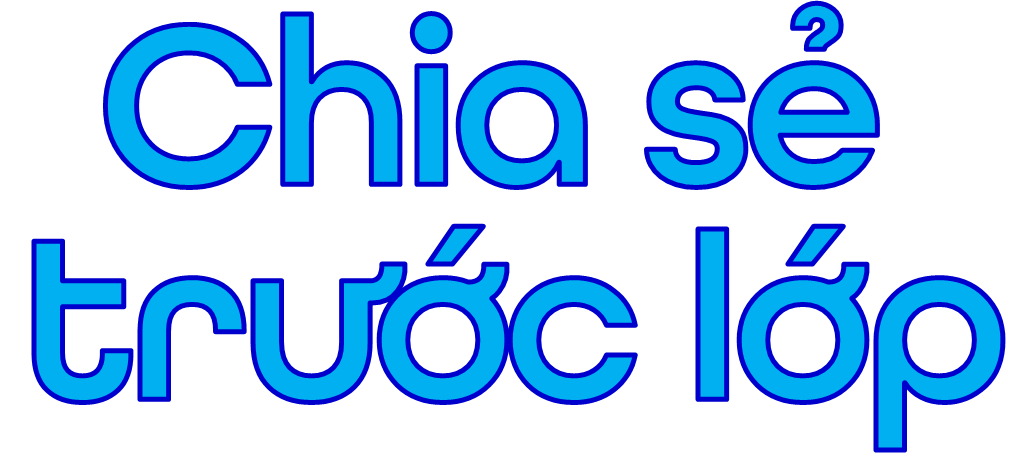 Chia sẻ
trước lớp